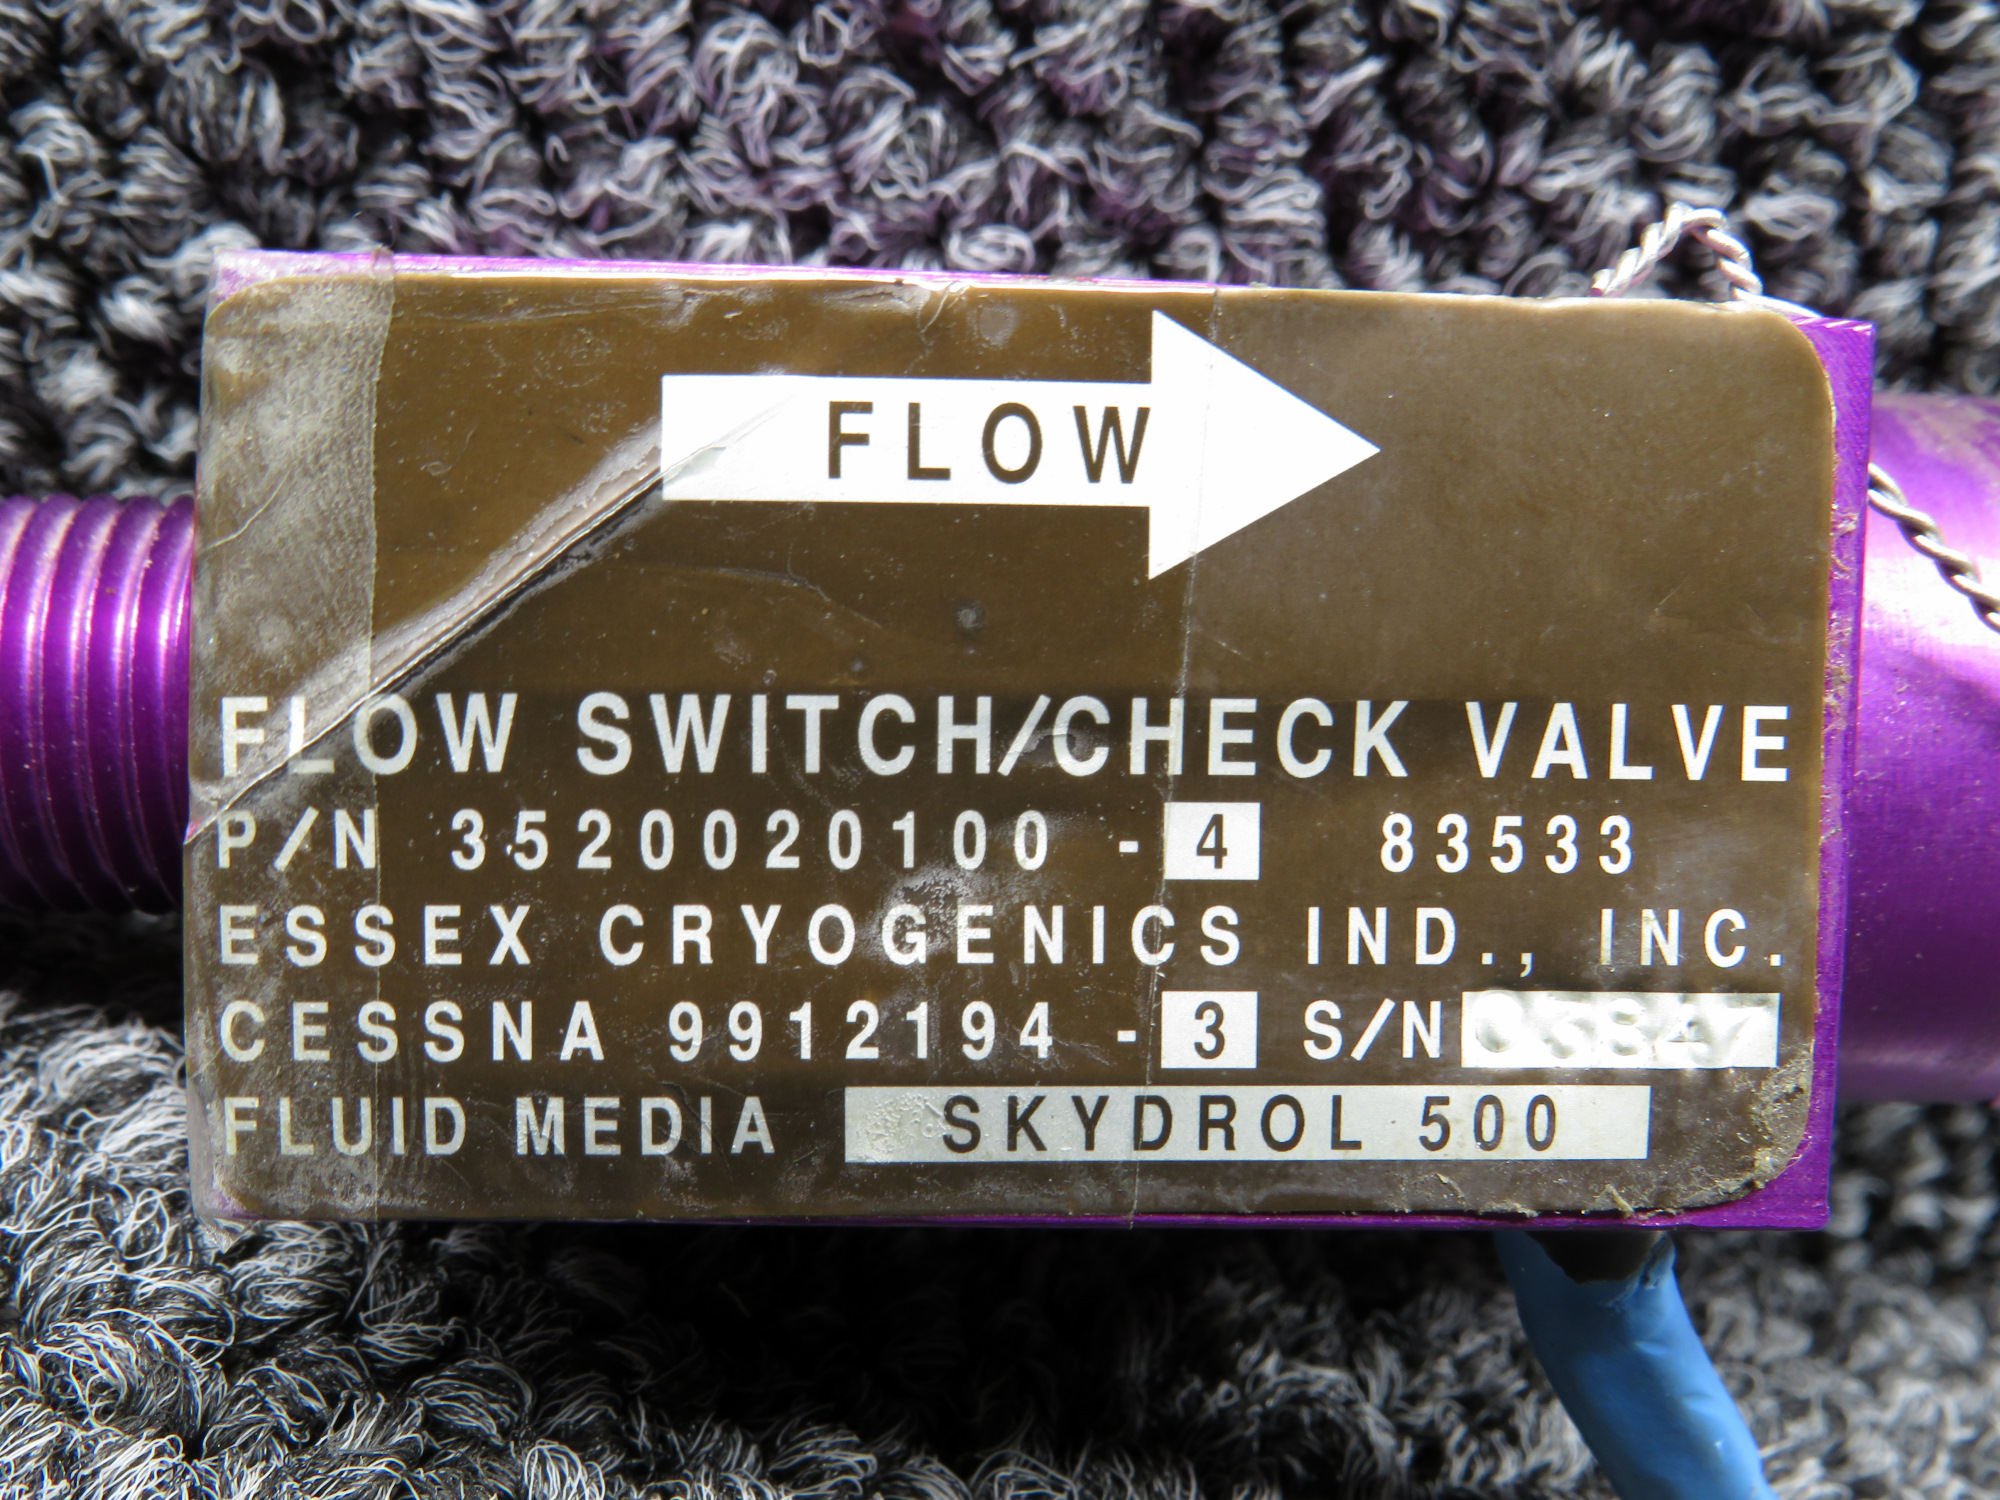 FLOW
FLOW SWITCH/CHECK VALVE
P/N 3520020100 - 4 83533
ESSEX CRYOGENICS IND., INC.
CESSNA 9912194 - 3 S/N 03847
FLUID MEDIA SKYDROL 500